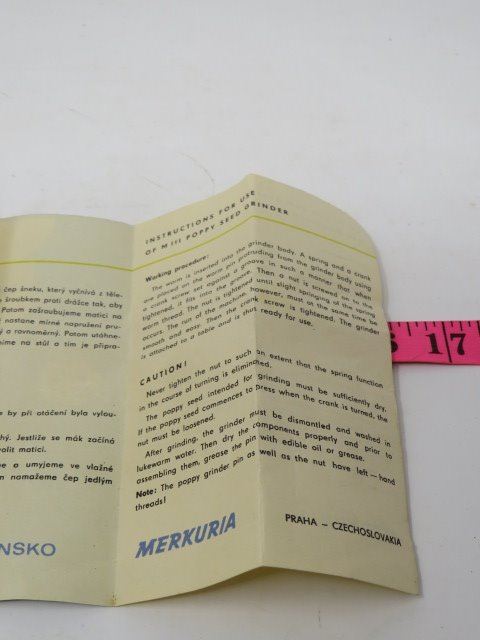 čep šneku, který vyčnívá z těle-
šroubkem proti drážce tak, aby
Potom zašroubujeme matici na
nastane mírné napružení pru-
ý a rovnoměrný. Potom utáhne-
níme na stůl a tím je připra-
e by při otáčení byla vylou-
hý. Jestliže se mák začíná
volit matici.
e a umyjeme ve vlažné
m namažeme čep jedlým
NSKO
INSTRUCTIONS FOR USE
OF M III POPPY SEED GRINDER
Working procedure:
The worm is inserted into the grinder body. A spring and a crank
are placed on the worm pin protruding from the grinder body using
a crank screw set against a groove in such a manner that when
tightened, it fits into the groove. Then a nut is screwed on to the
worm thread. The nut is tightened until slight springing of the spring
occurs. The run of the machine, however, must at the same time be
smooth and easy. Then the crank screw is tightened. The grinder
is attached to a table and is thus ready for use.
CAUTION!
Never tighten the nut to such an extent that the spring function
in the course of turning is eliminated.
The poppy seed intended for grinding must be sufficiently dry.
If the poppy seed commences to press when the crank is turned, the
nut must be loosened.
After grinding, the grinder must be dismantled and washed in
lukewarm water. Then dry the components properly and prior to
assembling them, grease the pin with edible oil or grease.
Note: The poppy grinder pin as well as the nut have left — hand
threads!
MERKURIA
PRAHA — CZECHOSLOVAKIA
17